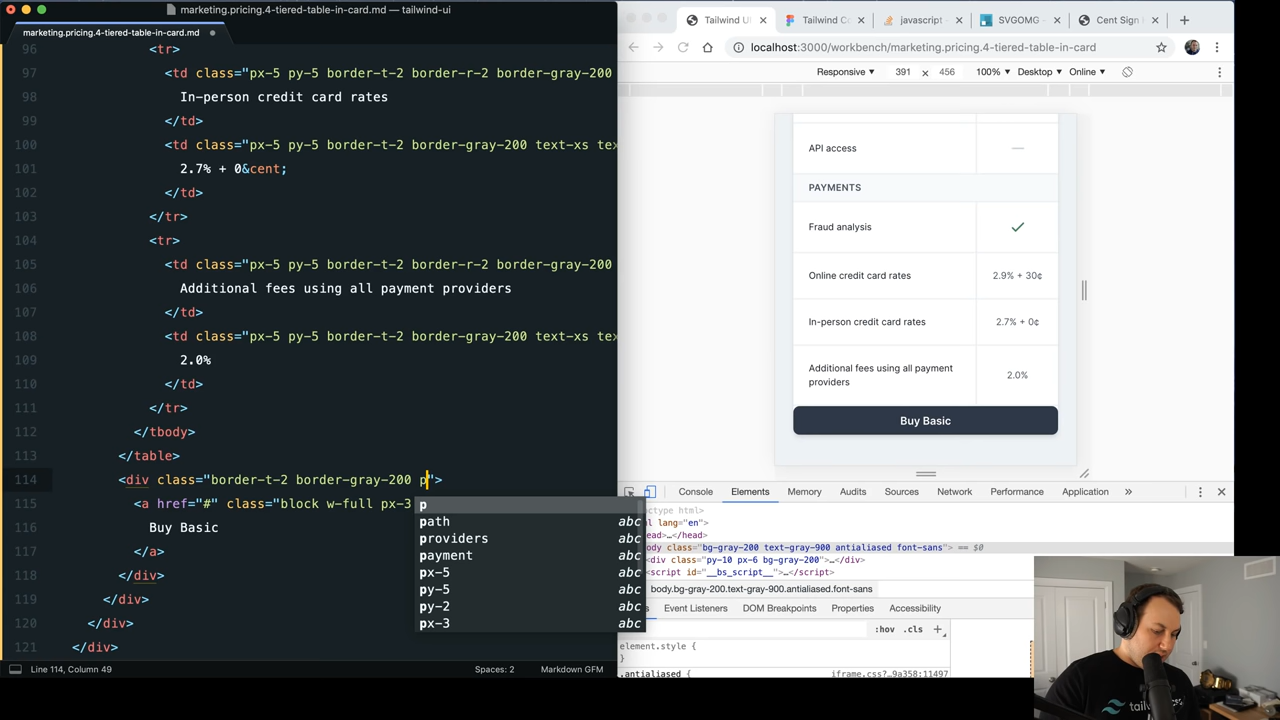 marketing.pricing.4-tiered-table-in-card.md — tailwind-ui
marketing.pricing.4-tiered-table-in-card.md
96 <tr>
97 <td class="px-5 py-5 border-t-2 border-r-2 border-gray-200
98 In-person credit card rates
99 </td>
100 <td class="px-5 py-5 border-t-2 border-gray-200 text-xs tex
101 2.7% + 0&cent;
102 </td>
103 </tr>
104 <tr>
105 <td class="px-5 py-5 border-t-2 border-r-2 border-gray-200
106 Additional fees using all payment providers
107 </td>
108 <td class="px-5 py-5 border-t-2 border-gray-200 text-xs tex
109 2.0%
110 </td>
111 </tr>
112 </tbody>
113 </table>
114 <div class="border-t-2 border-gray-200 p">
115 <a href="#" class="block w-full px-3
116 Buy Basic
117 </a>
118 </div>
119 </div>
120 </div>
121 </div>
p
path abc
providers abc
payment abc
px-5 abc
py-5 abc
py-2 abc
px-3 abc
Line 114, Column 49
Spaces: 2
Markdown GFM
Tailwind U
Tailwind C
javascript -
SVGOMG -
Cent Sign
localhost:3000/workbench/marketing.pricing.4-tiered-table-in-card
Responsive
391 x 456
100%
Desktop
Online
API access —
PAYMENTS
Fraud analysis
Online credit card rates 2.9% + 30¢
In-person credit card rates 2.7% + 0¢
Additional fees using all payment
providers
2.0%
Buy Basic
Console Elements Memory Audits Sources Network Performance Application
octype html>
ml lang="en">
ead>…</head>
ody class="bg-gray-200 text-gray-900 antialiased font-sans"> == $0
<div class="py-10 px-6 bg-gray-200">…</div>
<script id="__bs_script__">…</script>
body.bg-gray-200.text-gray-900.antialiased.font-sans
s Event Listeners DOM Breakpoints Properties Accessibility
:hov .cls +
element.style {
}
.antialiased { iframe.css?…9a358:11497